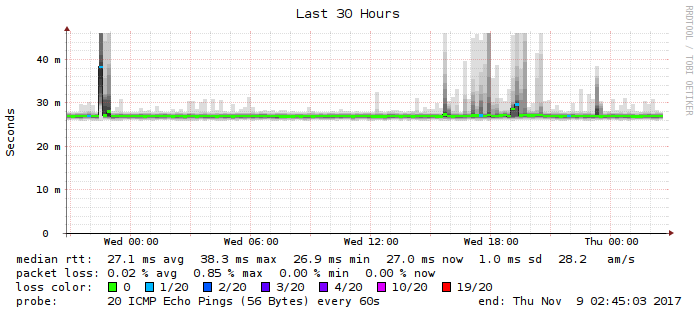 Last 30 Hours
RRDTOOL / TOBI OETIKER
Seconds
40 m
30 m
20 m
10 m
0
Wed 00:00 Wed 06:00 Wed 12:00 Wed 18:00 Thu 00:00
median rtt: 27.1 ms avg 38.3 ms max 26.9 ms min 27.0 ms now 1.0 ms sd 28.2 am/s
packet loss: 0.02 % avg 0.85 % max 0.00 % min 0.00 % now
loss color: 0 1/20 2/20 3/20 4/20 10/20 19/20
probe: 20 ICMP Echo Pings (56 Bytes) every 60s end: Thu Nov 9 02:45:03 2017